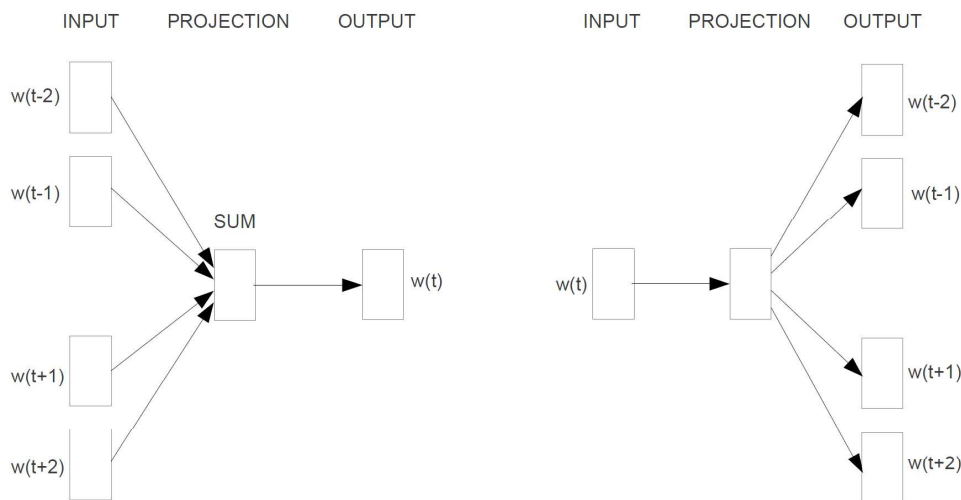 INPUT PROJECTION OUTPUT
w(t-2)
w(t-1)
SUM
w(t)
w(t+1)
w(t+2)
INPUT PROJECTION OUTPUT
w(t-2)
w(t-1)
w(t)
w(t+1)
w(t+2)